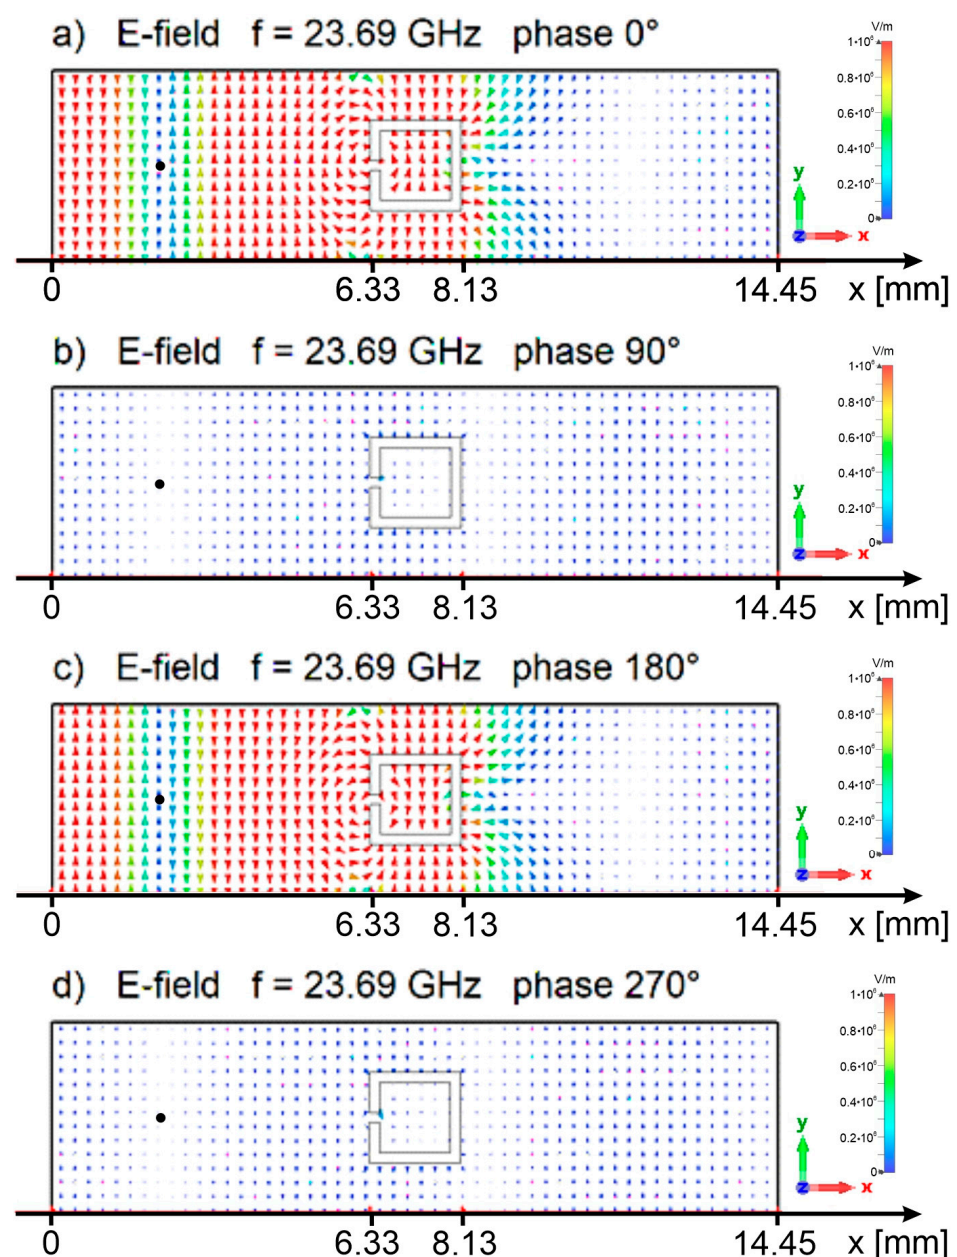 a) E-field f = 23.69 GHz phase 0°
V/m
1•10⁶
0.8•10⁶
0.6•10⁶
0.4•10⁶
0.2•10⁶
0
y
z x
0 6.33 8.13 14.45 x [mm]
b) E-field f = 23.69 GHz phase 90°
V/m
1•10⁶
0.8•10⁶
0.6•10⁶
0.4•10⁶
0.2•10⁶
0
y
z x
0 6.33 8.13 14.45 x [mm]
c) E-field f = 23.69 GHz phase 180°
V/m
1•10⁶
0.8•10⁶
0.6•10⁶
0.4•10⁶
0.2•10⁶
0
y
z x
0 6.33 8.13 14.45 x [mm]
d) E-field f = 23.69 GHz phase 270°
V/m
1•10⁶
0.8•10⁶
0.6•10⁶
0.4•10⁶
0.2•10⁶
0
y
z x
0 6.33 8.13 14.45 x [mm]